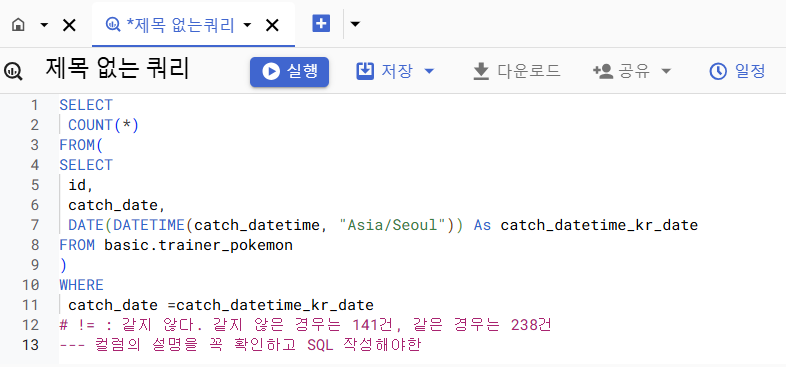 *제목 없는쿼리
제목 없는 쿼리
실행
저장
다운로드
공유
일정
1 SELECT
2 COUNT(*)
3 FROM(
4 SELECT
5 id,
6 catch_date,
7 DATE(DATETIME(catch_datetime, "Asia/Seoul")) As catch_datetime_kr_date
8 FROM basic.trainer_pokemon
9 )
10 WHERE
11 catch_date =catch_datetime_kr_date
12 # != : 같지 않다. 같지 않은 경우는 141건, 같은 경우는 238건
13 --- 컬럼의 설명을 꼭 확인하고 SQL 작성해야한